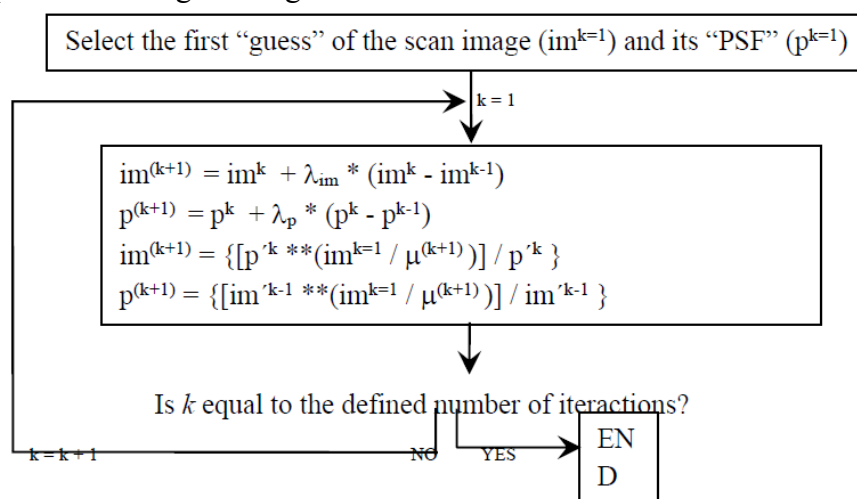 Select the first “guess” of the scan image (im^k=1) and its “PSF” (p^k=1)
k = 1
im^(k+1) = im^k + λ_im * (im^k - im^k-1)
p^(k+1) = p^k + λ_p * (p^k - p^k-1)
im^(k+1) = {[p´^k **(im^k=1 / μ^(k+1) )] / p´^k }
p^(k+1) = {[im´^k-1 **(im^k=1 / μ^(k+1) )] / im´^k-1 }
Is k equal to the defined number of iteractions?
k = k + 1
NO
YES
EN
D